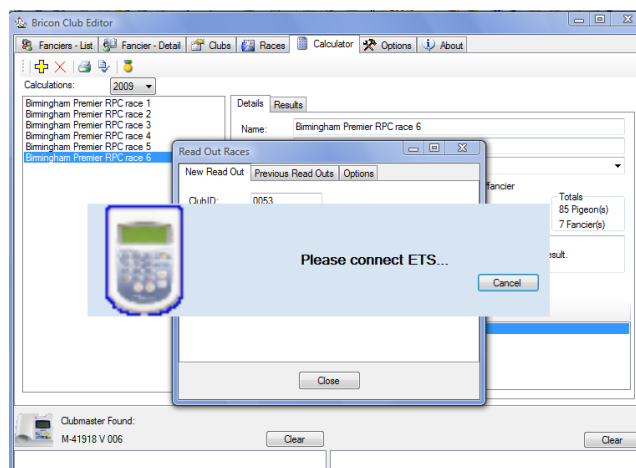 Bricon Club Editor
Fanciers - List Fancier - Detail Clubs Races Calculator Options About
Calculations: 2009
Birmingham Premier RPC race 1
Birmingham Premier RPC race 2
Birmingham Premier RPC race 3
Birmingham Premier RPC race 4
Birmingham Premier RPC race 5
Birmingham Premier RPC race 6
Details Results
Name: Birmingham Premier RPC race 6
Read Out Races
New Read Out Previous Read Outs Options
ClubID: 0053
fancier
Totals
85 Pigeon(s)
7 Fancier(s)
sult.
Please connect ETS...
Cancel
Close
Clubmaster Found:
M-41918 V 006
Clear
Clear